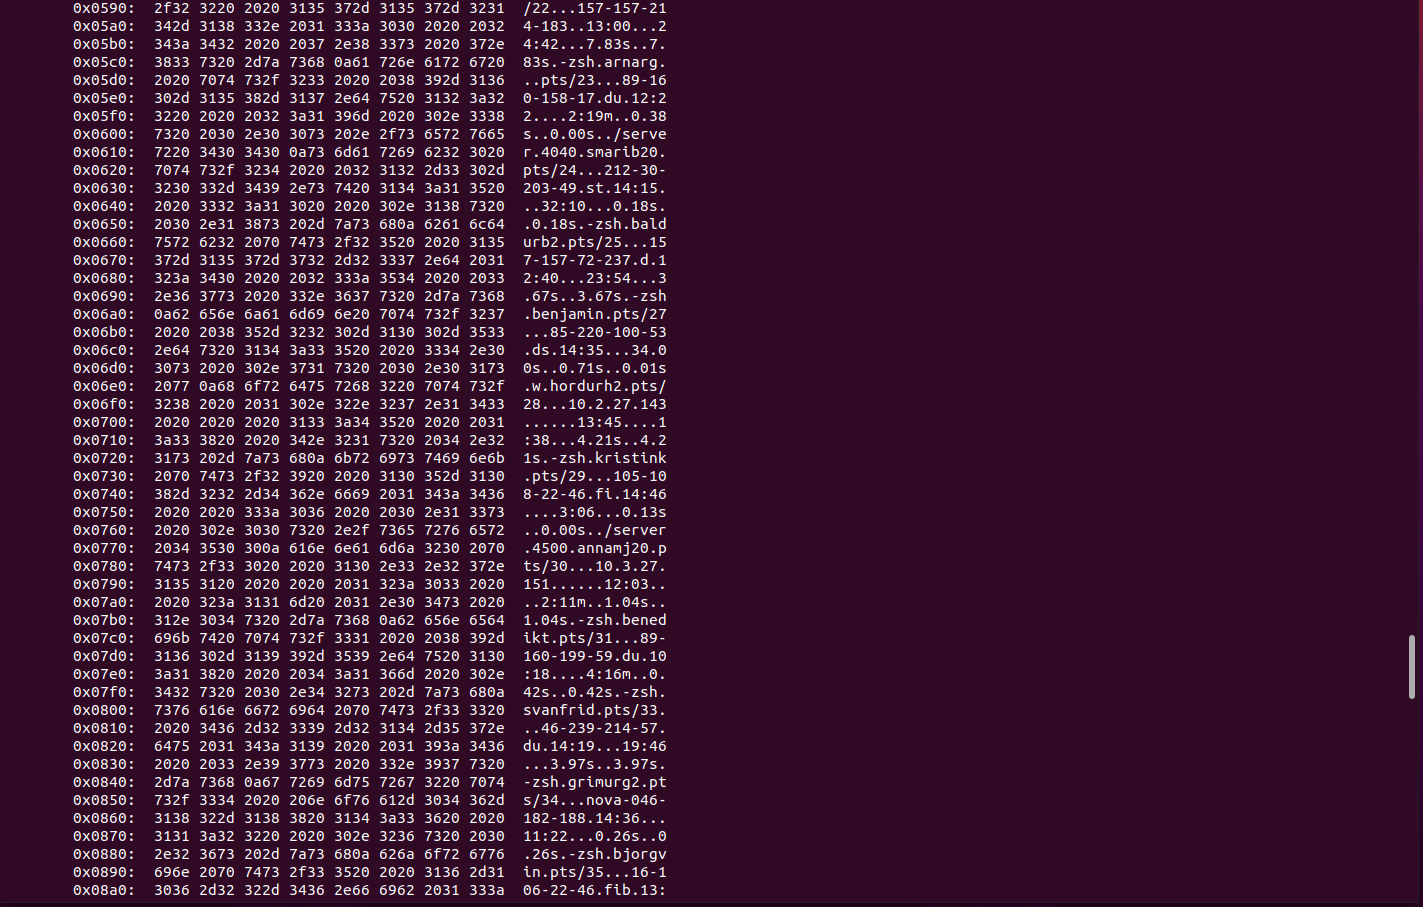 0x0590:  2f32 3220 2020 3135 372d 3135 372d 3231  /22...157-157-21
0x05a0:  342d 3138 332e 2031 333a 3030 2020 2032  4-183..13:00...2
0x05b0:  343a 3432 2020 2037 2e38 3373 2020 372e  4:42...7.83s..7.
0x05c0:  3833 7320 2d7a 7368 0a61 726e 6172 6720  83s.-zsh.arnarg.
0x05d0:  2020 7074 732f 3233 2020 2038 392d 3136  ..pts/23...89-16
0x05e0:  302d 3135 382d 3137 2e64 7520 3132 3a32  0-158-17.du.12:2
0x05f0:  3220 2020 2032 3a31 396d 2020 302e 3338  2....2:19m..0.38
0x0600:  7320 2030 2e30 3073 202e 2f73 6572 7665  s..0.00s../serve
0x0610:  7220 3430 3430 0a73 6d61 7269 6232 3020  r.4040.smarib20.
0x0620:  7074 732f 3234 2020 2032 3132 2d33 302d  pts/24...212-30-
0x0630:  3230 332d 3439 2e73 7420 3134 3a31 3520  203-49.st.14:15.
0x0640:  2020 3332 3a31 3020 2020 302e 3138 7320  ..32:10...0.18s.
0x0650:  2030 2e31 3873 202d 7a73 680a 6261 6c64  .0.18s.-zsh.bald
0x0660:  7572 6232 2070 7473 2f32 3520 2020 3135  urb2.pts/25...15
0x0670:  372d 3135 372d 3732 2d32 3337 2e64 2031  7-157-72-237.d.1
0x0680:  323a 3430 2020 2032 333a 3534 2020 2033  2:40...23:54...3
0x0690:  2e36 3773 2020 332e 3637 7320 2d7a 7368  .67s..3.67s.-zsh
0x06a0:  0a62 656e 6a61 6d69 6e20 7074 732f 3237  .benjamin.pts/27
0x06b0:  2020 2038 352d 3232 302d 3130 302d 3533  ...85-220-100-53
0x06c0:  2e64 7320 3134 3a33 3520 2020 3334 2e30  .ds.14:35...34.0
0x06d0:  3073 2020 302e 3731 7320 2030 2e30 3173  0s..0.71s..0.01s
0x06e0:  2077 0a68 6f72 6475 7268 3220 7074 732f  .w.hordurh2.pts/
0x06f0:  3238 2020 2031 302e 322e 3237 2e31 3433  28...10.2.27.143
0x0700:  2020 2020 2020 3133 3a34 3520 2020 2031  ......13:45....1
0x0710:  3a33 3820 2020 342e 3231 7320 2034 2e32  :38...4.21s..4.2
0x0720:  3173 202d 7a73 680a 6b72 6973 7469 6e6b  1s.-zsh.kristink
0x0730:  2070 7473 2f32 3920 2020 3130 352d 3130  .pts/29...105-10
0x0740:  382d 3232 2d34 362e 6669 2031 343a 3436  8-22-46.fi.14:46
0x0750:  2020 2020 333a 3036 2020 2030 2e31 3373  ....3:06...0.13s
0x0760:  2020 302e 3030 7320 2e2f 7365 7276 6572  ..0.00s../server
0x0770:  2034 3530 300a 616e 6e61 6d6a 3230 2070  .4500.annamj20.p
0x0780:  7473 2f33 3020 2020 3130 2e33 2e32 372e  ts/30...10.3.27.
0x0790:  3135 3120 2020 2020 2031 323a 3033 2020  151......12:03..
0x07a0:  2020 323a 3131 6d20 2031 2e30 3473 2020  ..2:11m..1.04s..
0x07b0:  312e 3034 7320 2d7a 7368 0a62 656e 6564  1.04s.-zsh.bened
0x07c0:  696b 7420 7074 732f 3331 2020 2038 392d  ikt.pts/31...89-
0x07d0:  3136 302d 3139 392d 3539 2e64 7520 3130  160-199-59.du.10
0x07e0:  3a31 3820 2020 2034 3a31 366d 2020 302e  :18....4:16m..0.
0x07f0:  3432 7320 2030 2e34 3273 202d 7a73 680a  42s..0.42s.-zsh.
0x0800:  7376 616e 6672 6964 2070 7473 2f33 3320  svanfrid.pts/33.
0x0810:  2020 3436 2d32 3339 2d32 3134 2d35 372e  ..46-239-214-57.
0x0820:  6475 2031 343a 3139 2020 2031 393a 3436  du.14:19...19:46
0x0830:  2020 2033 2e39 3773 2020 332e 3937 7320  ...3.97s..3.97s.
0x0840:  2d7a 7368 0a67 7269 6d75 7267 3220 7074  -zsh.grimurg2.pt
0x0850:  732f 3334 2020 206e 6f76 612d 3034 362d  s/34...nova-046-
0x0860:  3138 322d 3138 3820 3134 3a33 3620 2020  182-188.14:36...
0x0870:  3131 3a32 3220 2020 302e 3236 7320 2030  11:22...0.26s..0
0x0880:  2e32 3673 202d 7a73 680a 626a 6f72 6776  .26s.-zsh.bjorgv
0x0890:  696e 2070 7473 2f33 3520 2020 3136 2d31  in.pts/35...16-1
0x08a0:  3036 2d32 322d 3436 2e66 6962 2031 333a  06-22-46.fib.13: